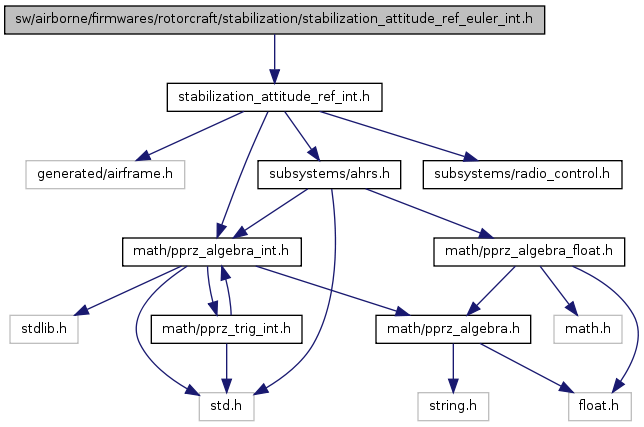 sw/airborne/firmwares/rotorcraft/stabilization/stabilization_attitude_ref_euler_int.h
stabilization_attitude_ref_int.h
generated/airframe.h
subsystems/ahrs.h
subsystems/radio_control.h
math/pprz_algebra_int.h
math/pprz_algebra_float.h
stdlib.h
math/pprz_trig_int.h
math/pprz_algebra.h
math.h
std.h
string.h
float.h